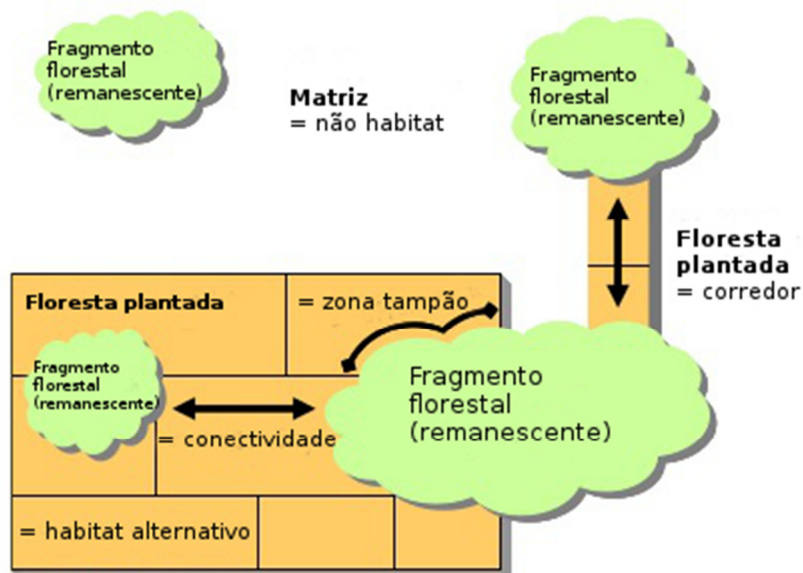 Fragmento
florestal
(remanescente)
Matriz
= não habitat
Fragmento
florestal
(remanescente)
Floresta
plantada
= corredor
Floresta plantada
= zona tampão
Fragmento
florestal
(remanescente)
= conectividade
Fragmento
florestal
(remanescente)
= habitat alternativo